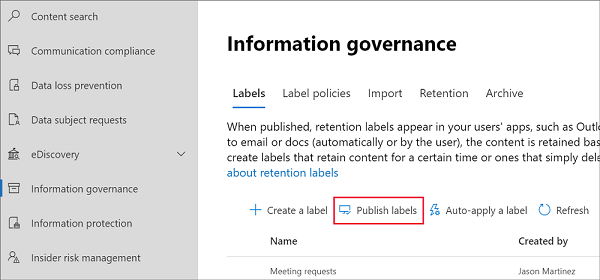 Content search
Communication compliance
Data loss prevention
Data subject requests
eDiscovery
Information governance
Information protection
Insider risk management
Information governance
Labels Label policies Import Retention Archive
When published, retention labels appear in your users' apps, such as Outlo
to email or docs (automatically or by the user), the content is retained bas
create labels that retain content for a certain time or ones that simply dele
about retention labels
Create a label Publish labels Auto-apply a label Refresh
Name Created by
Meeting requests Jason Martinez